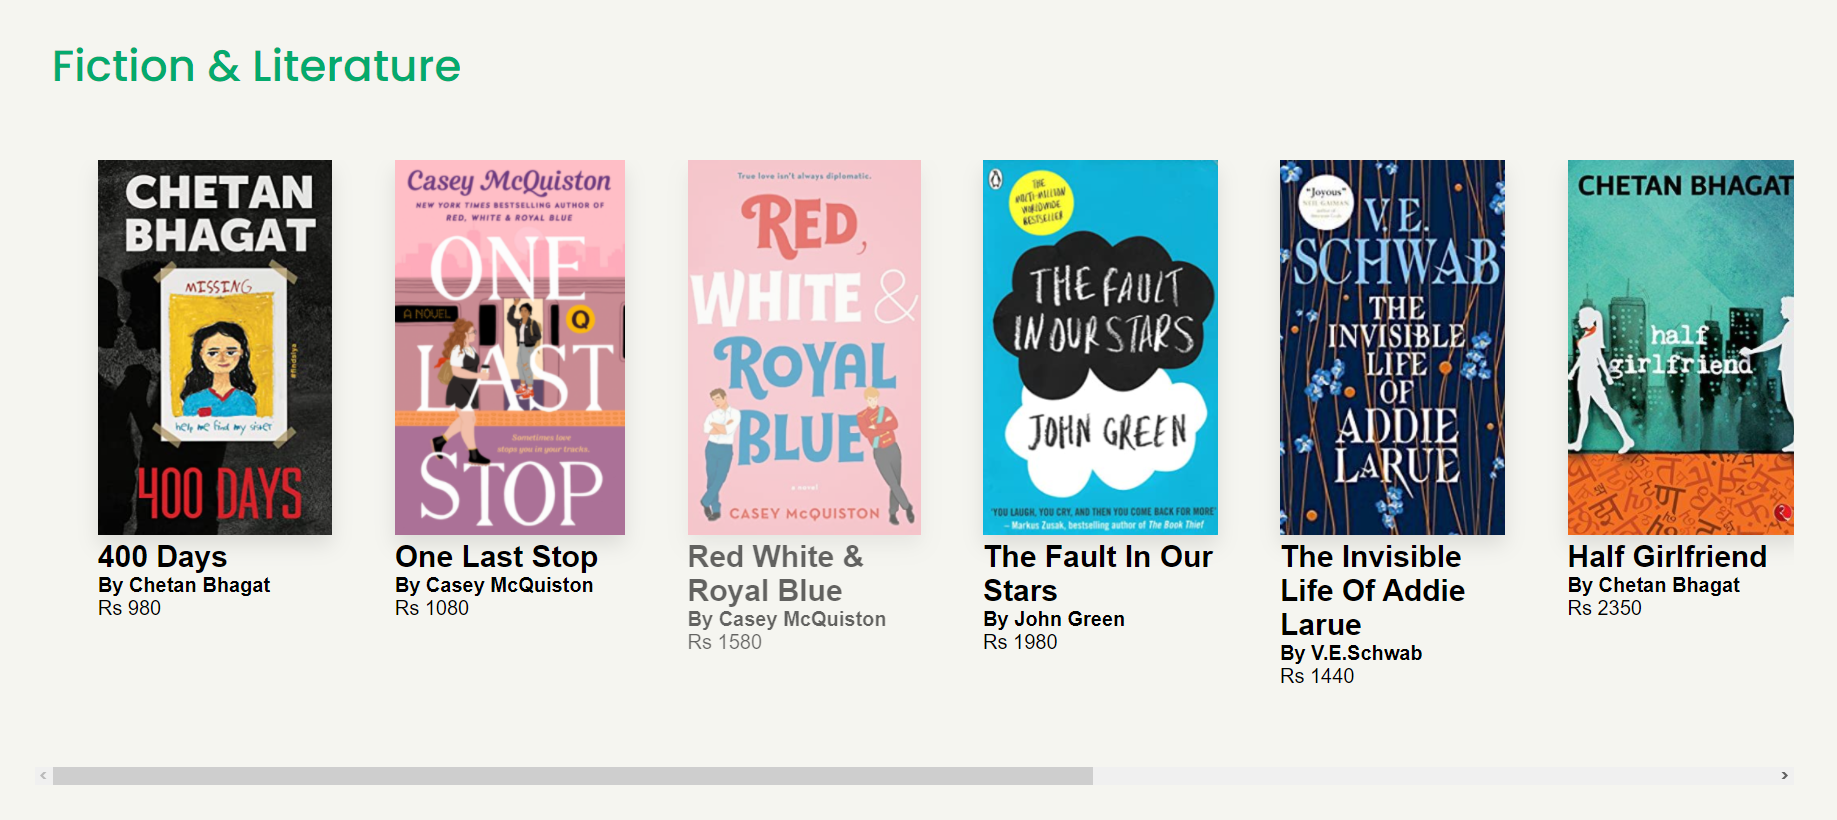 Fiction & Literature
CHETAN
BHAGAT
MISSING
#findalya
help me find my sister
400 DAYS
400 Days
By Chetan Bhagat
Rs 980
Casey McQuiston
NEW YORK TIMES BESTSELLING AUTHOR OF
RED, WHITE & ROYAL BLUE
ONE
A NOVEL
Q
LAST
Sometimes love
stops you in your tracks.
STOP
One Last Stop
By Casey McQuiston
Rs 1080
True love isn't always diplomatic.
RED,
WHITE &
ROYAL
BLUE
a novel
CASEY McQUISTON
Red White &
Royal Blue
By Casey McQuiston
Rs 1580
THE
MULTI-MILLION
WORLDWIDE
BESTSELLER
THE FAULT
IN OUR STARS
JOHN GREEN
'YOU LAUGH, YOU CRY, AND THEN YOU COME BACK FOR MORE'
– Markus Zusak, bestselling author of The Book Thief
The Fault In Our
Stars
By John Green
Rs 1980
"Joyous"
NEIL GAIMAN
V. E.
SCHWAB
THE
INVISIBLE
LIFE
OF
ADDIE
LARUE
The Invisible
Life Of Addie
Larue
By V.E.Schwab
Rs 1440
CHETAN BHAGAT
half
girlfriend
Half Girlfriend
By Chetan Bhagat
Rs 2350